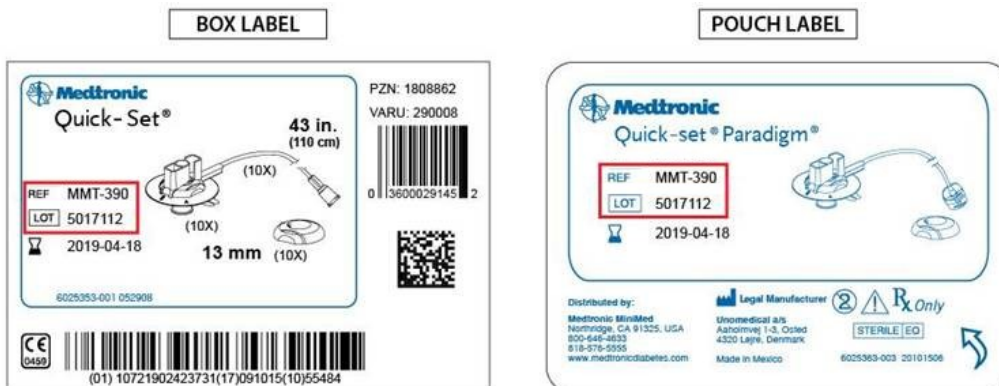 BOX LABEL
Medtronic
Quick-Set®
43 in.
(110 cm)
(10X)
REF MMT-390
LOT 5017112
(10X)
2019-04-18
13 mm (10X)
6025353-001 052908
PZN: 1808862
VARU: 290008
0 13600029145 2
CE
0459
(01) 10721902423731(17)091015(10)55484
POUCH LABEL
Medtronic
Quick-set® Paradigm®
REF MMT-390
LOT 5017112
2019-04-18
Distributed by:
Medtronic MiniMed
Northridge, CA 91325, USA
800-646-4633
818-576-5555
www.medtronicdiabetes.com
Legal Manufacturer
Unomedical a/s
Aaholmvej 1-3, Osted
4320 Lejre, Denmark
Made in Mexico
2
Rx Only
STERILE EO
6025363-003 20101506